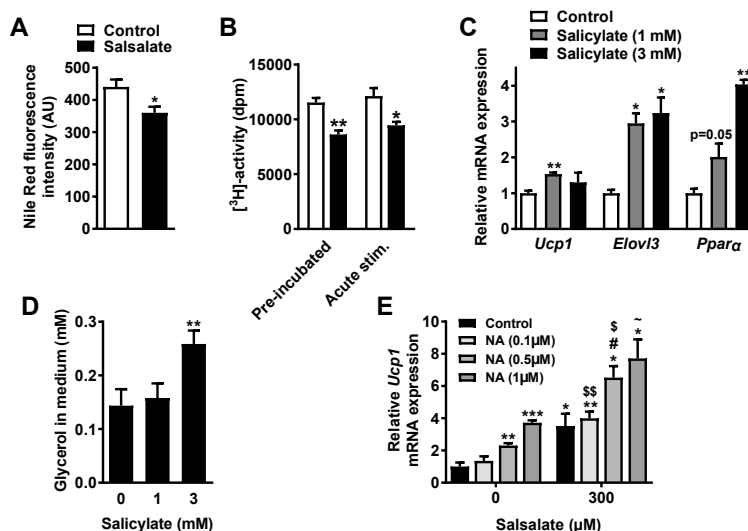 A
Control
Salsalate
Nile Red fluorescence
intensity (AU)
500
400
300
200
100
0
*
B
[³H]-activity (dpm)
15000
10000
5000
0
**
*
Pre-incubated
Acute stim.
C
Control
Salicylate (1 mM)
Salicylate (3 mM)
Relative mRNA expression
5
4
3
2
1
0
**
*
*
p=0.05
**
Ucp1
Elovl3
Pparα
D
Glycerol in medium (mM)
0.3
0.2
0.1
0.0
**
0
1
3
Salicylate (mM)
E
Control
NA (0.1µM)
NA (0.5µM)
NA (1µM)
Relative Ucp1
mRNA expression
10
8
6
4
2
0
**
***
*
$$
**
$
#
*
~
*
0
300
Salsalate (µM)